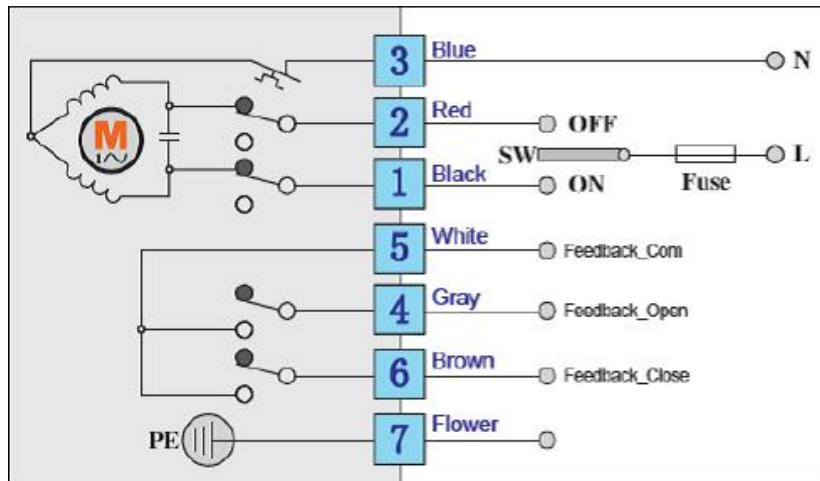 3 Blue N
M
1
2 Red OFF
SW Fuse L
1 Black ON
5 White Feedback_Com
4 Gray Feedback_Open
6 Brown Feedback_Close
PE 7 Flower